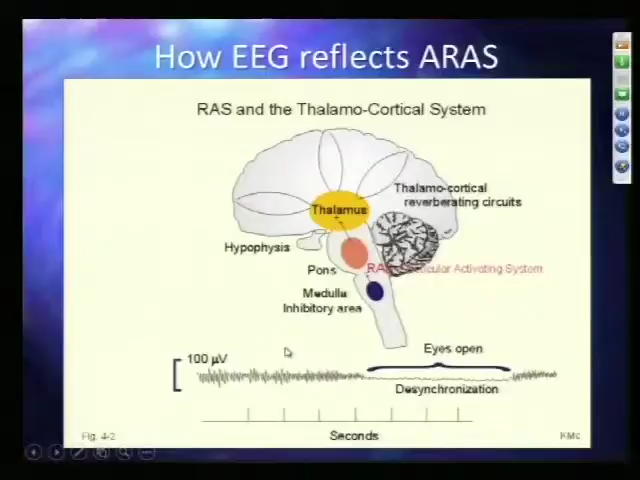 How EEG reflects ARAS
RAS and the Thalamo-Cortical System
Thalamus
Thalamo-cortical
reverberating circuits
Hypophysis
Pons
RAS Reticular Activating System
Medulla
Inhibitory area
100 µV
Eyes open
Desynchronization
Seconds
Fig. 4-2
KMc